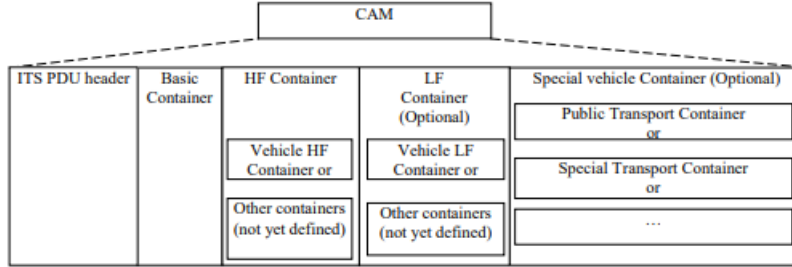 CAM
ITS PDU header
Basic
Container
HF Container
Vehicle HF
Container or
Other containers
(not yet defined)
LF
Container
(Optional)
Vehicle LF
Container or
Other containers
(not yet defined)
Special vehicle Container (Optional)
Public Transport Container
or
Special Transport Container
or
…